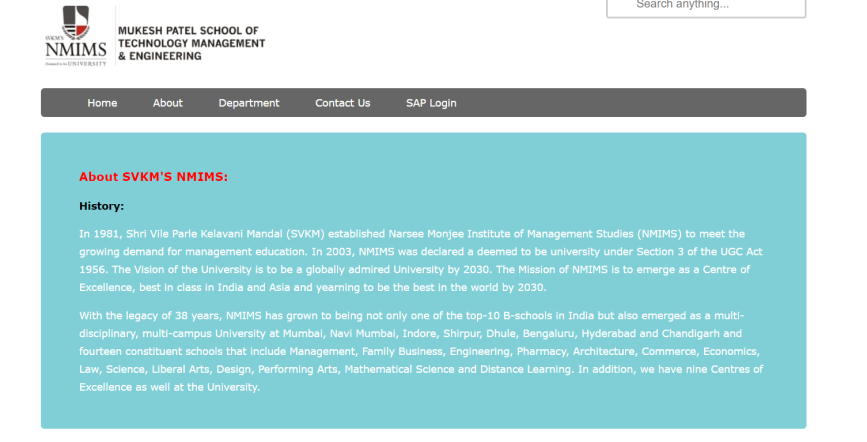 Search anything...
SVKM'S
NMIMS
Deemed to be UNIVERSITY
MUKESH PATEL SCHOOL OF
TECHNOLOGY MANAGEMENT
& ENGINEERING
Home About Department Contact Us SAP Login
About SVKM'S NMIMS:
History:
In 1981, Shri Vile Parle Kelavani Mandal (SVKM) established Narsee Monjee Institute of Management Studies (NMIMS) to meet the
growing demand for management education. In 2003, NMIMS was declared a deemed to be university under Section 3 of the UGC Act
1956. The Vision of the University is to be a globally admired University by 2030. The Mission of NMIMS is to emerge as a Centre of
Excellence, best in class in India and Asia and yearning to be the best in the world by 2030.
With the legacy of 38 years, NMIMS has grown to being not only one of the top-10 B-schools in India but also emerged as a multi-
disciplinary, multi-campus University at Mumbai, Navi Mumbai, Indore, Shirpur, Dhule, Bengaluru, Hyderabad and Chandigarh and
fourteen constituent schools that include Management, Family Business, Engineering, Pharmacy, Architecture, Commerce, Economics,
Law, Science, Liberal Arts, Design, Performing Arts, Mathematical Science and Distance Learning. In addition, we have nine Centres of
Excellence as well at the University.